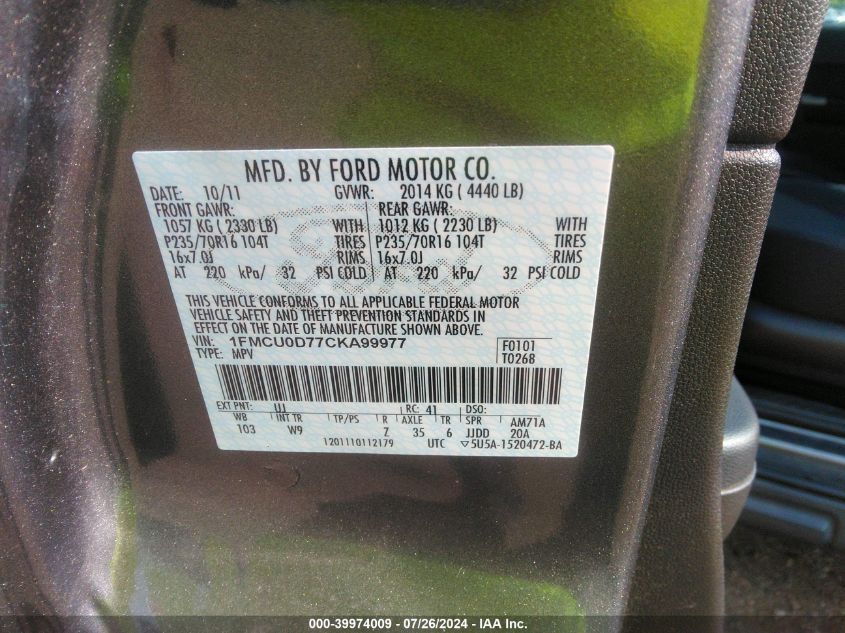 MFD. BY FORD MOTOR CO.
DATE: 10/11 GVWR: 2014 KG ( 4440 LB)
FRONT GAWR: REAR GAWR:
1057 KG ( 2330 LB) WITH 1012 KG ( 2230 LB) WITH
P235/70R16 104T TIRES P235/70R16 104T TIRES
16x7.0J RIMS 16x7.0J RIMS
AT 220 kPa/ 32 PSI COLD AT 220 kPa/ 32 PSI COLD
THIS VEHICLE CONFORMS TO ALL APPLICABLE FEDERAL MOTOR
VEHICLE SAFETY AND THEFT PREVENTION STANDARDS IN
EFFECT ON THE DATE OF MANUFACTURE SHOWN ABOVE.
VIN: 1FMCU0D77CKA99977 F0101
TYPE: MPV T026B
EXT PNT: UJ RC: 41 DSO:
WB INT TR TP/PS R AXLE TR SPR AM71A
103 W9 Z 35 6 JJDD 20A
1201110112179 UTC ▽5U5A-1520472-BA
000-39974009 - 07/26/2024 - IAA Inc.